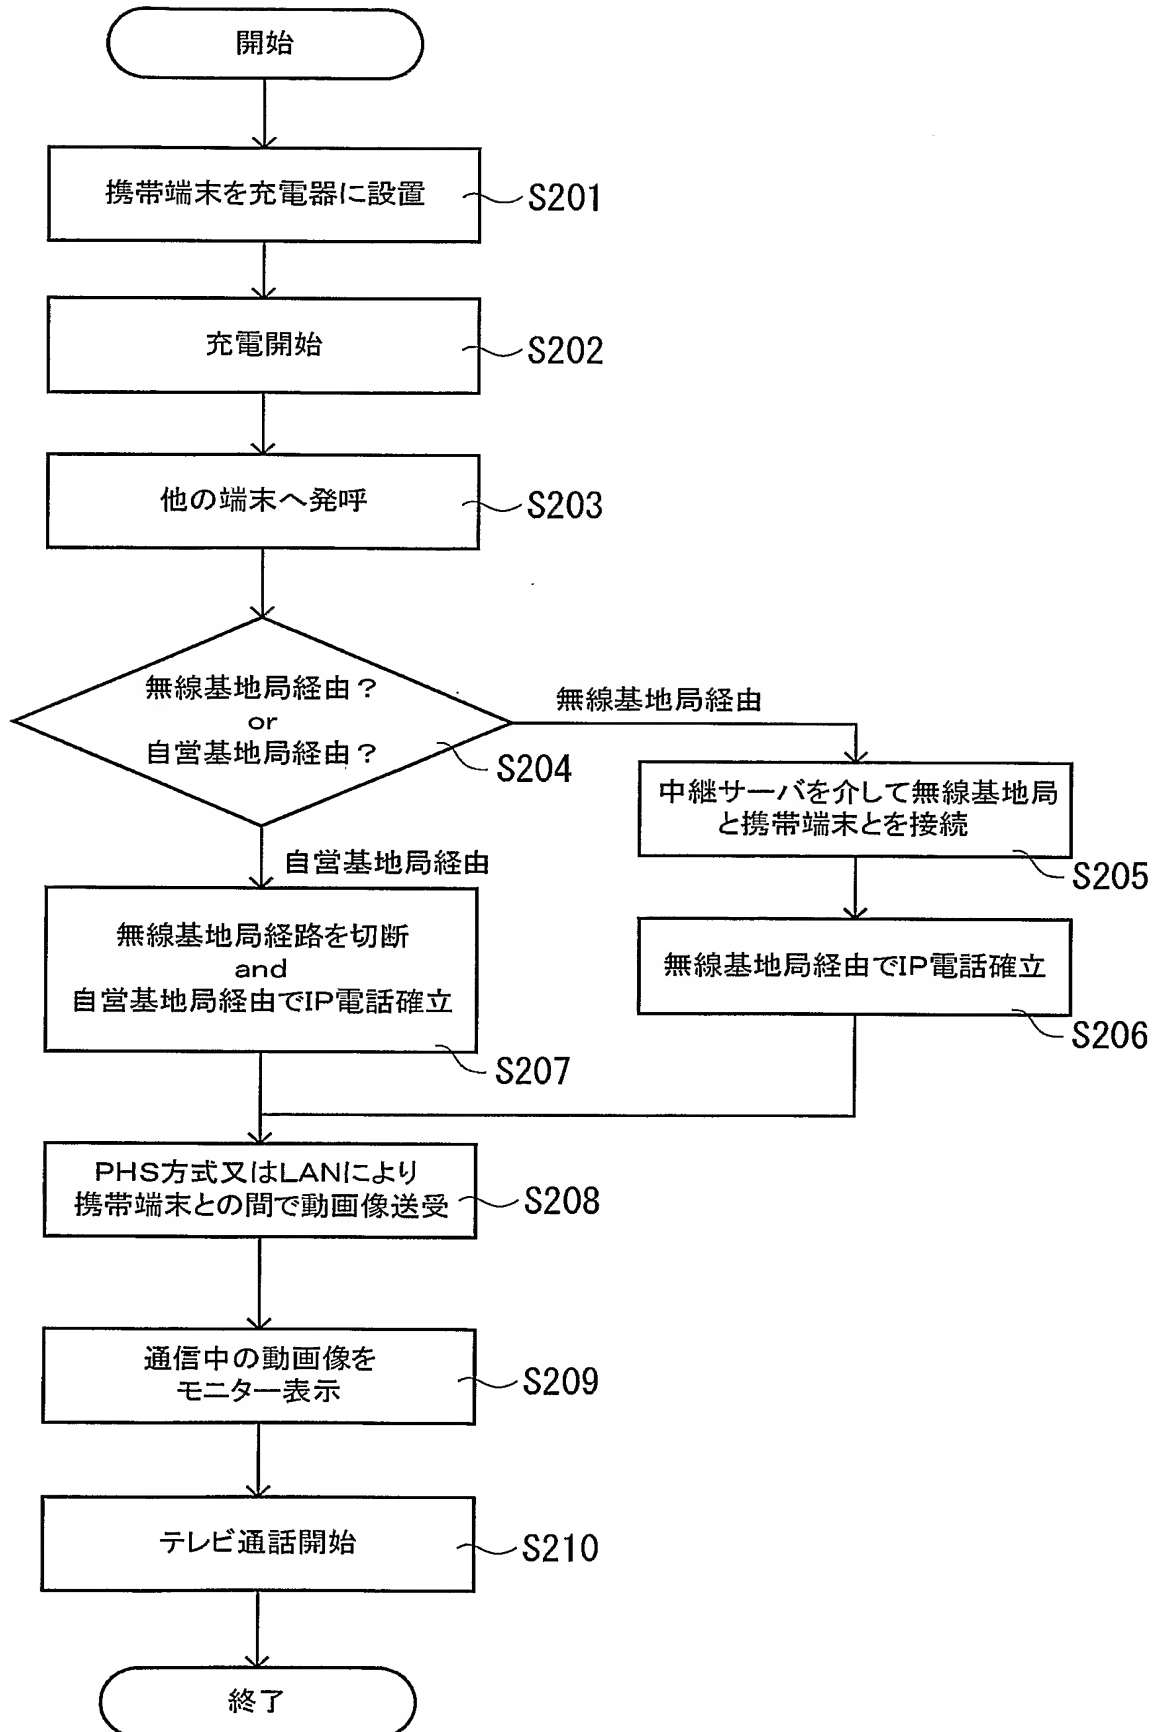 開始
携帯端末を充電器に設置
S201
充電開始
S202
他の端末へ発呼
S203
無線基地局経由？
or
自営基地局経由？
S204
無線基地局経由
中継サーバを介して無線基地局
と携帯端末とを接続
S205
無線基地局経由でIP電話確立
S206
自営基地局経由
無線基地局経路を切断
and
自営基地局経由でIP電話確立
S207
PHS方式又はLANにより
携帯端末との間で動画像送受
S208
通信中の動画像を
モニター表示
S209
テレビ通話開始
S210
終了